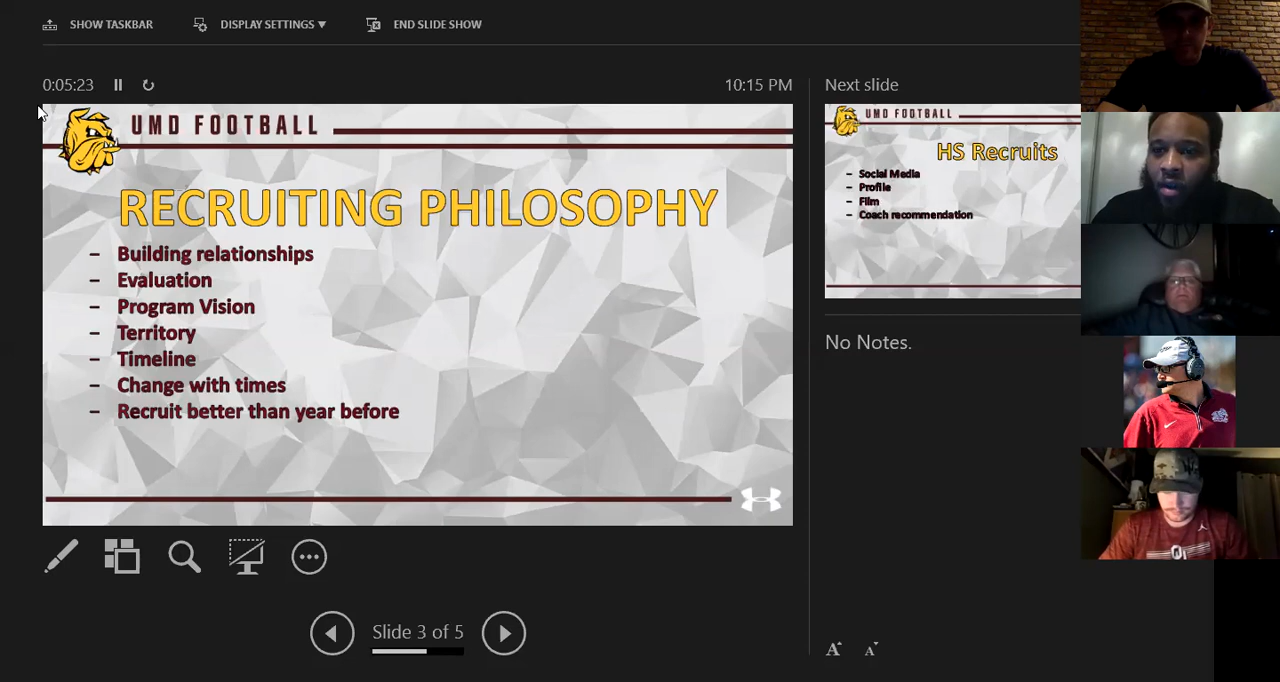 SHOW TASKBAR
DISPLAY SETTINGS ▼
END SLIDE SHOW
0:05:23
10:15 PM
UMD FOOTBALL
RECRUITING PHILOSOPHY
– Building relationships
– Evaluation
– Program Vision
– Territory
– Timeline
– Change with times
– Recruit better than year before
Slide 3 of 5
Next slide
UMD FOOTBALL
HS Recruits
– Social Media
– Profile
– Film
– Coach recommendation
No Notes.
A A